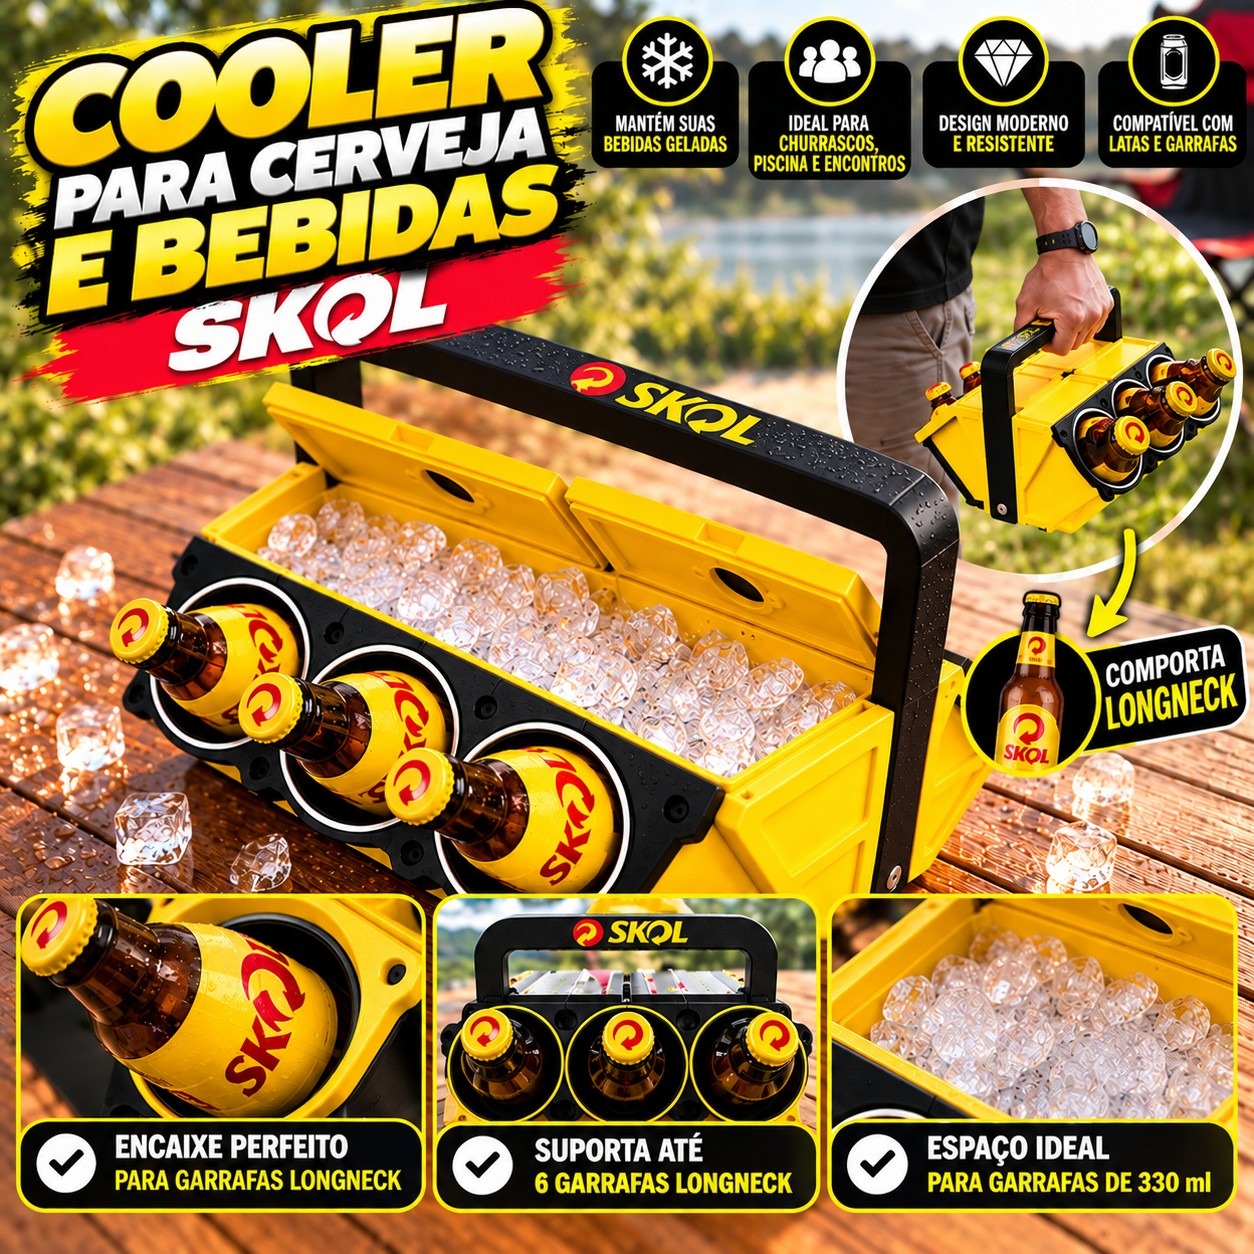 COOLER
PARA CERVEJA
E BEBIDAS
SKOL
MANTÉM SUAS
BEBIDAS GELADAS
IDEAL PARA
CHURRASCOS,
PISCINA E ENCONTROS
DESIGN MODERNO
E RESISTENTE
COMPATÍVEL COM
LATAS E GARRAFAS
SKOL
COMPORTA
LONGNECK
SKOL
SKOL
SKOL
SKOL
ENCAIXE PERFEITO
PARA GARRAFAS LONGNECK
SUPORTA ATÉ
6 GARRAFAS LONGNECK
ESPAÇO IDEAL
PARA GARRAFAS DE 330 ml